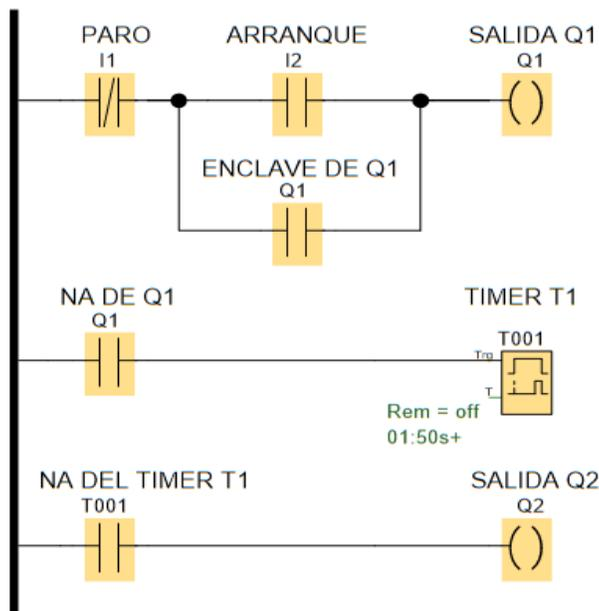 PARO ARRANQUE SALIDA Q1
I1 I2 Q1
ENCLAVE DE Q1
Q1
NA DE Q1 TIMER T1
Q1 T001
Trg
T
Rem = off
01:50s+
NA DEL TIMER T1 SALIDA Q2
T001 Q2